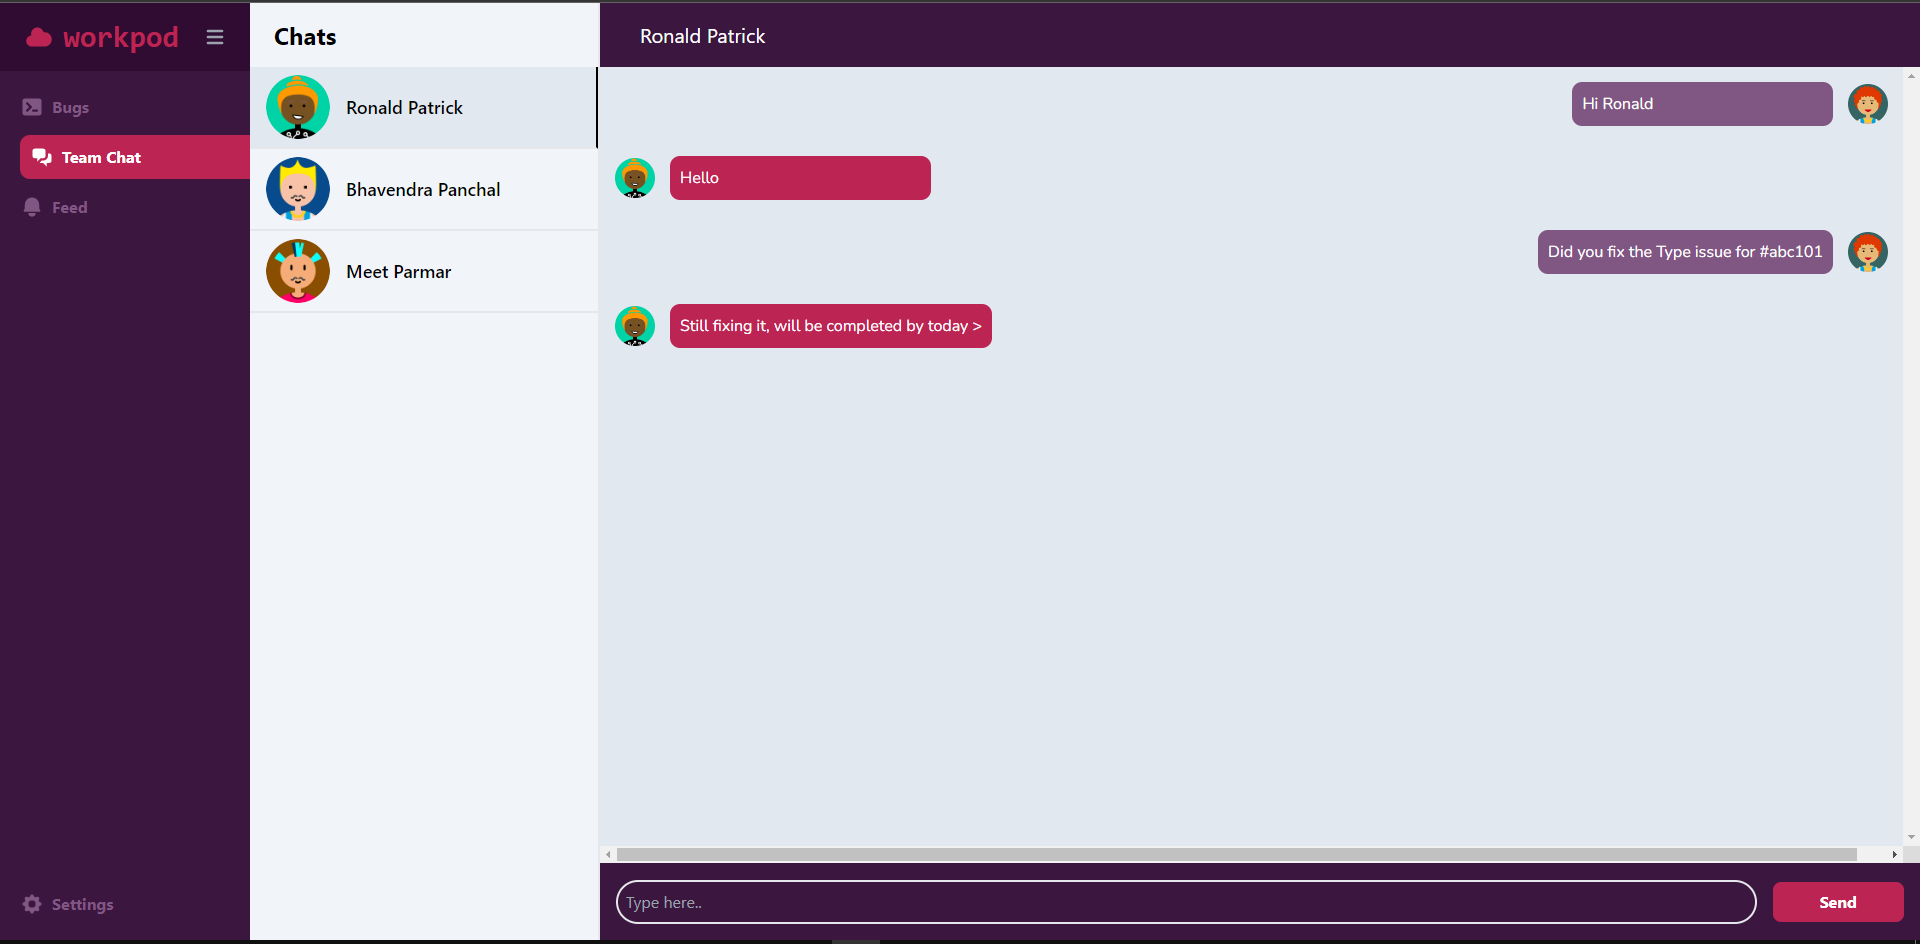 workpod
Bugs
Team Chat
Feed
Settings
Chats
Ronald Patrick
Bhavendra Panchal
Meet Parmar
Ronald Patrick
Hi Ronald
Hello
Did you fix the Type issue for #abc101
Still fixing it, will be completed by today >
Type here..
Send